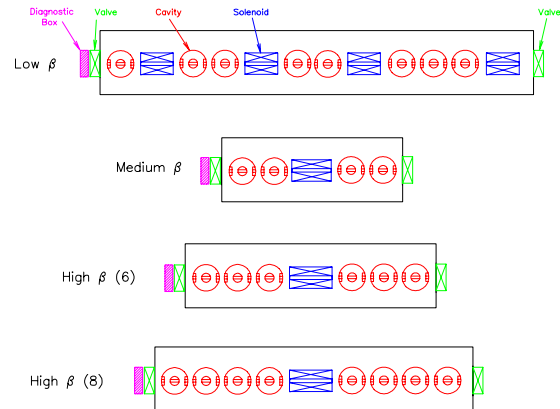 Diagnostic
Box
Valve
Cavity
Solenoid
Valve
Low β
Medium β
High β (6)
High β (8)